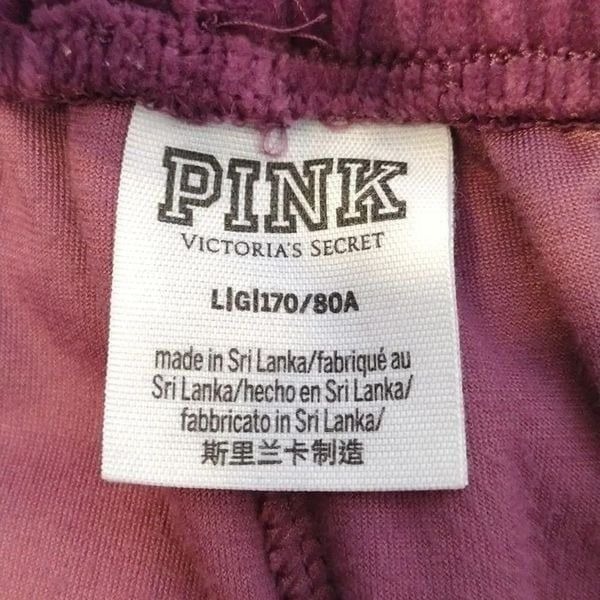 PINK
VICTORIA'S SECRET
L|G|170/80A
made in Sri Lanka/fabriqué au
Sri Lanka/hecho en Sri Lanka/
fabbricato in Sri Lanka/
斯里兰卡制造